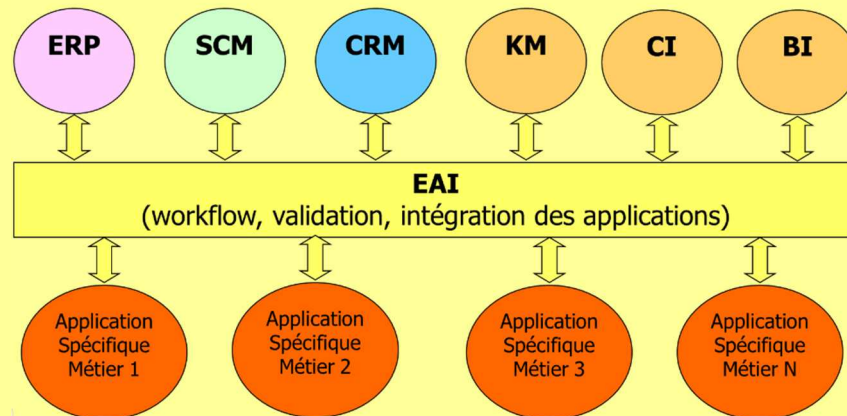 ERP
SCM
CRM
KM
CI
BI
EAI
(workflow, validation, intégration des applications)
Application
Spécifique
Métier 1
Application
Spécifique
Métier 2
Application
Spécifique
Métier 3
Application
Spécifique
Métier N